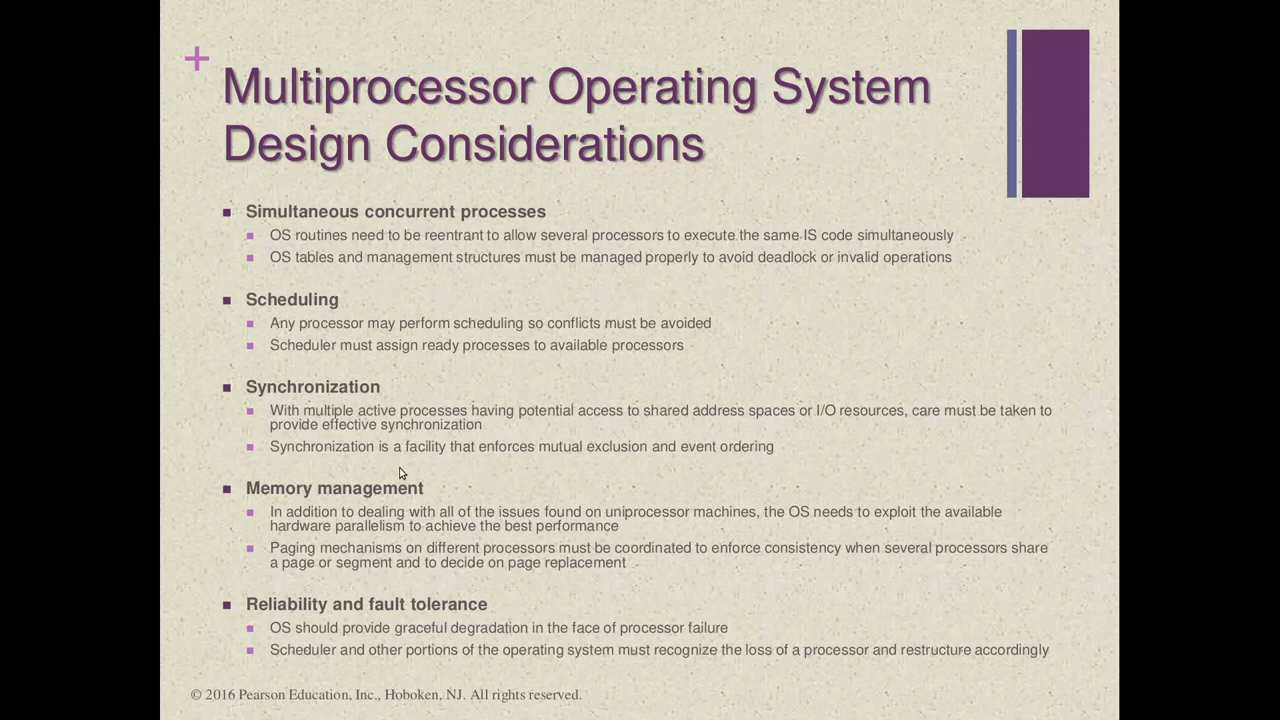 +
Multiprocessor Operating System
Design Considerations
■ Simultaneous concurrent processes
■ OS routines need to be reentrant to allow several processors to execute the same IS code simultaneously
■ OS tables and management structures must be managed properly to avoid deadlock or invalid operations
■ Scheduling
■ Any processor may perform scheduling so conflicts must be avoided
■ Scheduler must assign ready processes to available processors
■ Synchronization
■ With multiple active processes having potential access to shared address spaces or I/O resources, care must be taken to
provide effective synchronization
■ Synchronization is a facility that enforces mutual exclusion and event ordering
■ Memory management
■ In addition to dealing with all of the issues found on uniprocessor machines, the OS needs to exploit the available
hardware parallelism to achieve the best performance
■ Paging mechanisms on different processors must be coordinated to enforce consistency when several processors share
a page or segment and to decide on page replacement
■ Reliability and fault tolerance
■ OS should provide graceful degradation in the face of processor failure
■ Scheduler and other portions of the operating system must recognize the loss of a processor and restructure accordingly
© 2016 Pearson Education, Inc., Hoboken, NJ. All rights reserved.